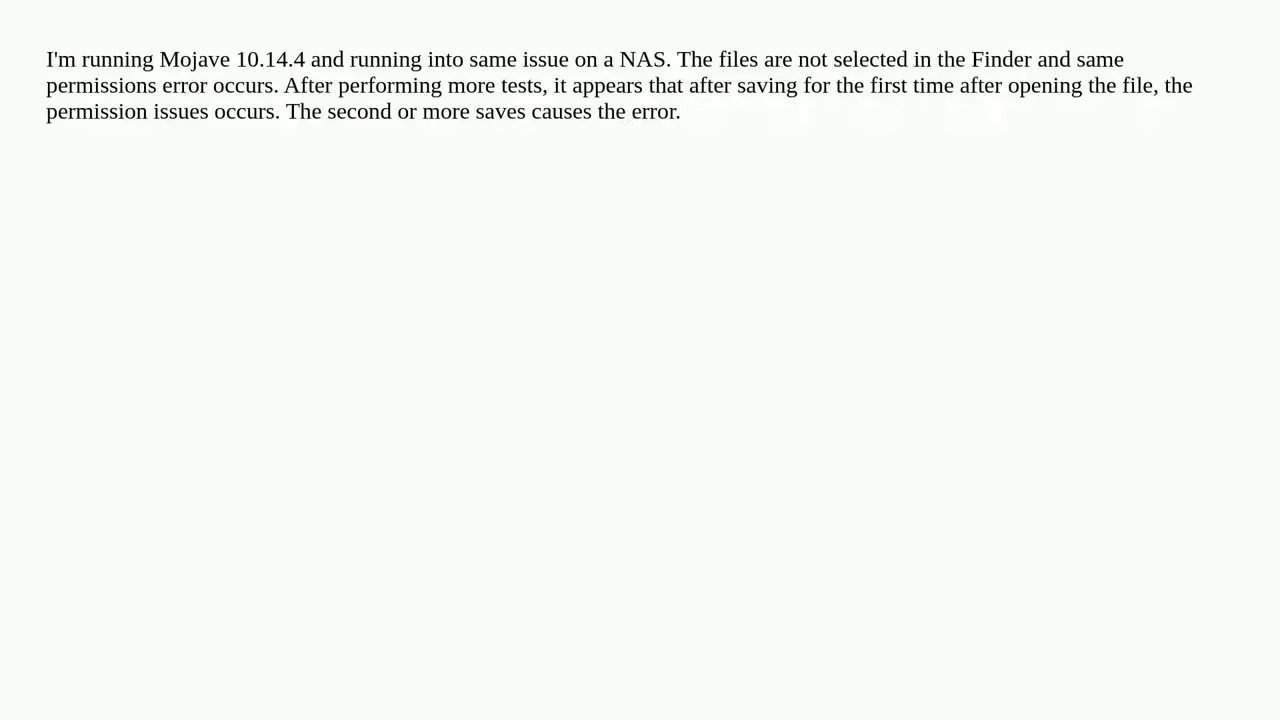 I'm running Mojave 10.14.4 and running into same issue on a NAS. The files are not selected in the Finder and same
permissions error occurs. After performing more tests, it appears that after saving for the first time after opening the file, the
permission issues occurs. The second or more saves causes the error.